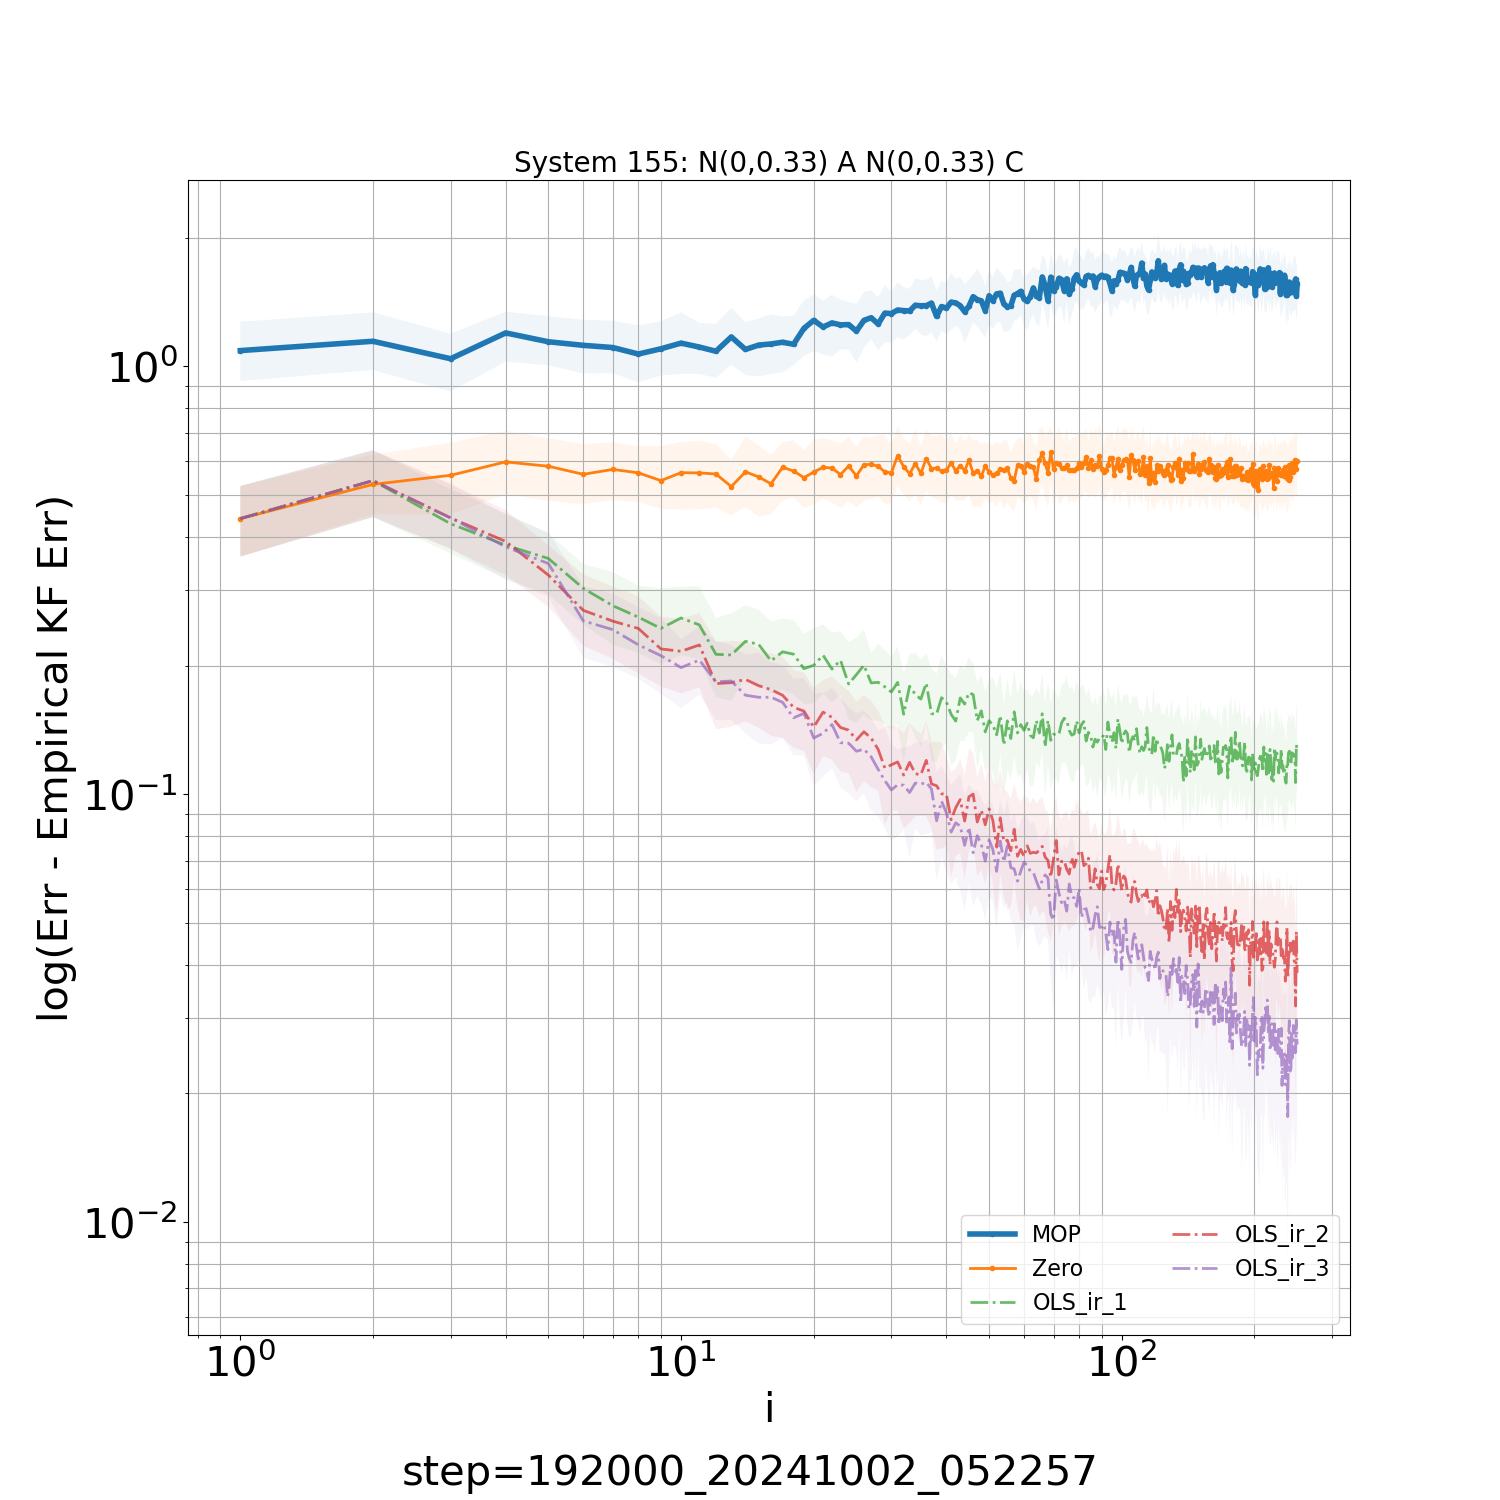 System 155: N(0,0.33) A N(0,0.33) C
log(Err - Empirical KF Err)
10⁰
10⁻¹
10⁻²
MOP
Zero
OLS_ir_1
OLS_ir_2
OLS_ir_3
10⁰ 10¹ 10²
i
step=192000_20241002_052257